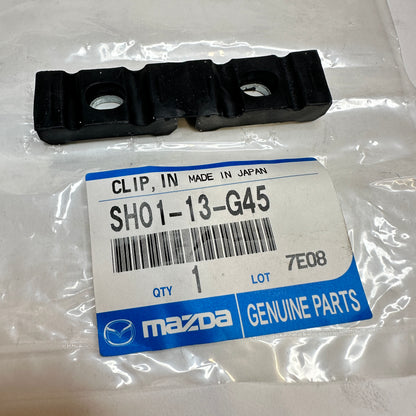 CLIP, IN MADE IN JAPAN
SH01-13-G45
QTY 1 LOT 7E08
mazda GENUINE PARTS